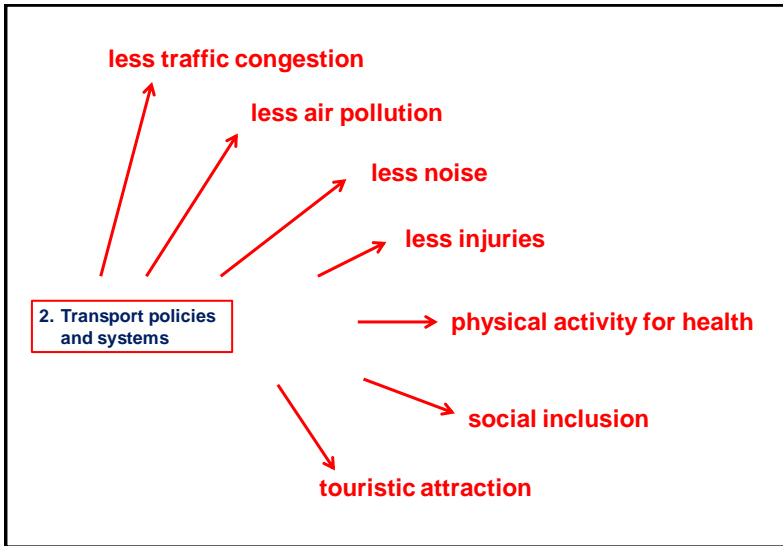 less traffic congestion
less air pollution
less noise
less injuries
2. Transport policies
and systems
physical activity for health
social inclusion
touristic attraction